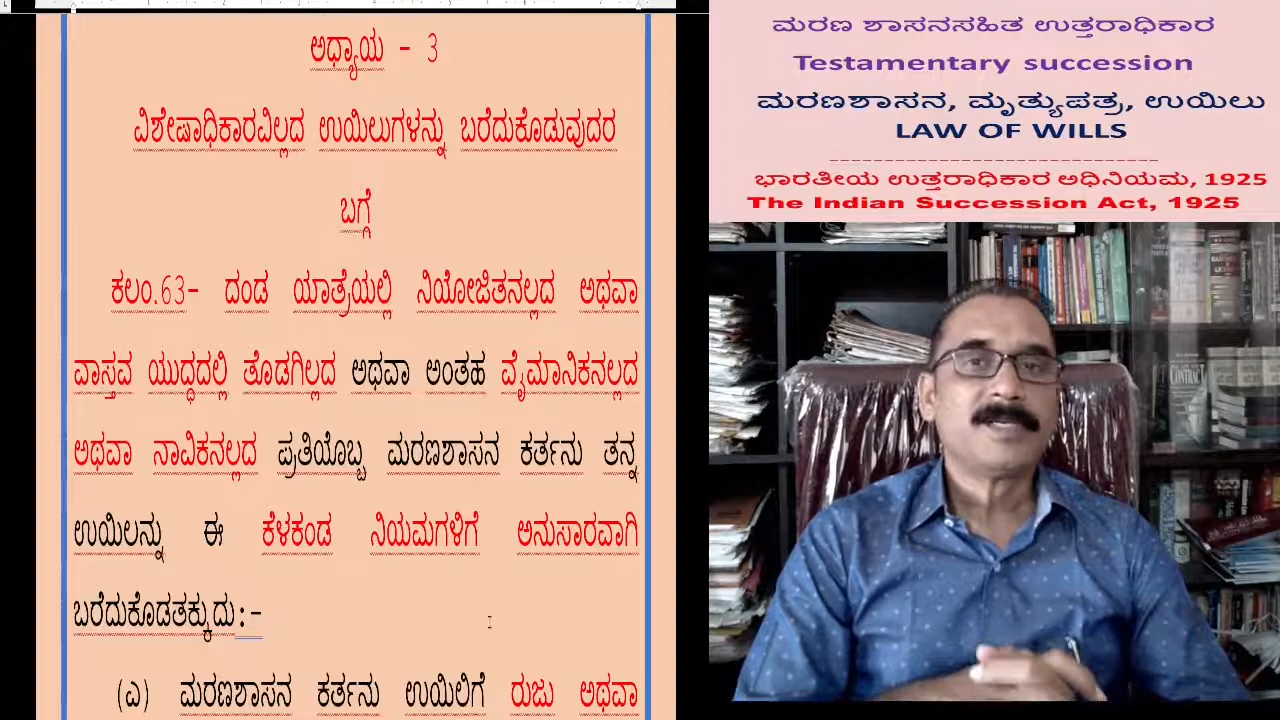 ಅಧ್ಯಾಯ - 3
ವಿಶೇಷಾಧಿಕಾರವಿಲ್ಲದ ಉಯಿಲುಗಳನ್ನು ಬರೆದುಕೊಡುವುದರ
ಬಗ್ಗೆ
ಕಲಂ.63- ದಂಡ ಯಾತ್ರೆಯಲ್ಲಿ ನಿಯೋಜಿತನಲ್ಲದ ಅಥವಾ
ವಾಸ್ತವ ಯುದ್ಧದಲ್ಲಿ ತೊಡಗಿಲ್ಲದ ಅಥವಾ ಅಂತಹ ವೈಮಾನಿಕನಲ್ಲದ
ಅಥವಾ ನಾವಿಕನಲ್ಲದ ಪ್ರತಿಯೊಬ್ಬ ಮರಣಶಾಸನ ಕರ್ತನು ತನ್ನ
ಉಯಿಲನ್ನು ಈ ಕೆಳಕಂಡ ನಿಯಮಗಳಿಗೆ ಅನುಸಾರವಾಗಿ
ಬರೆದುಕೊಡತಕ್ಕುದು:-
(ಎ) ಮರಣಶಾಸನ ಕರ್ತನು ಉಯಿಲಿಗೆ ರುಜು ಅಥವಾ
ಮರಣ ಶಾಸನಸಹಿತ ಉತ್ತರಾಧಿಕಾರ
Testamentary succession
ಮರಣಶಾಸನ, ಮೃತ್ಯುಪತ್ರ, ಉಯಿಲು
LAW OF WILLS
ಭಾರತೀಯ ಉತ್ತರಾಧಿಕಾರ ಅಧಿನಿಯಮ, 1925
The Indian Succession Act, 1925
CONTRACT